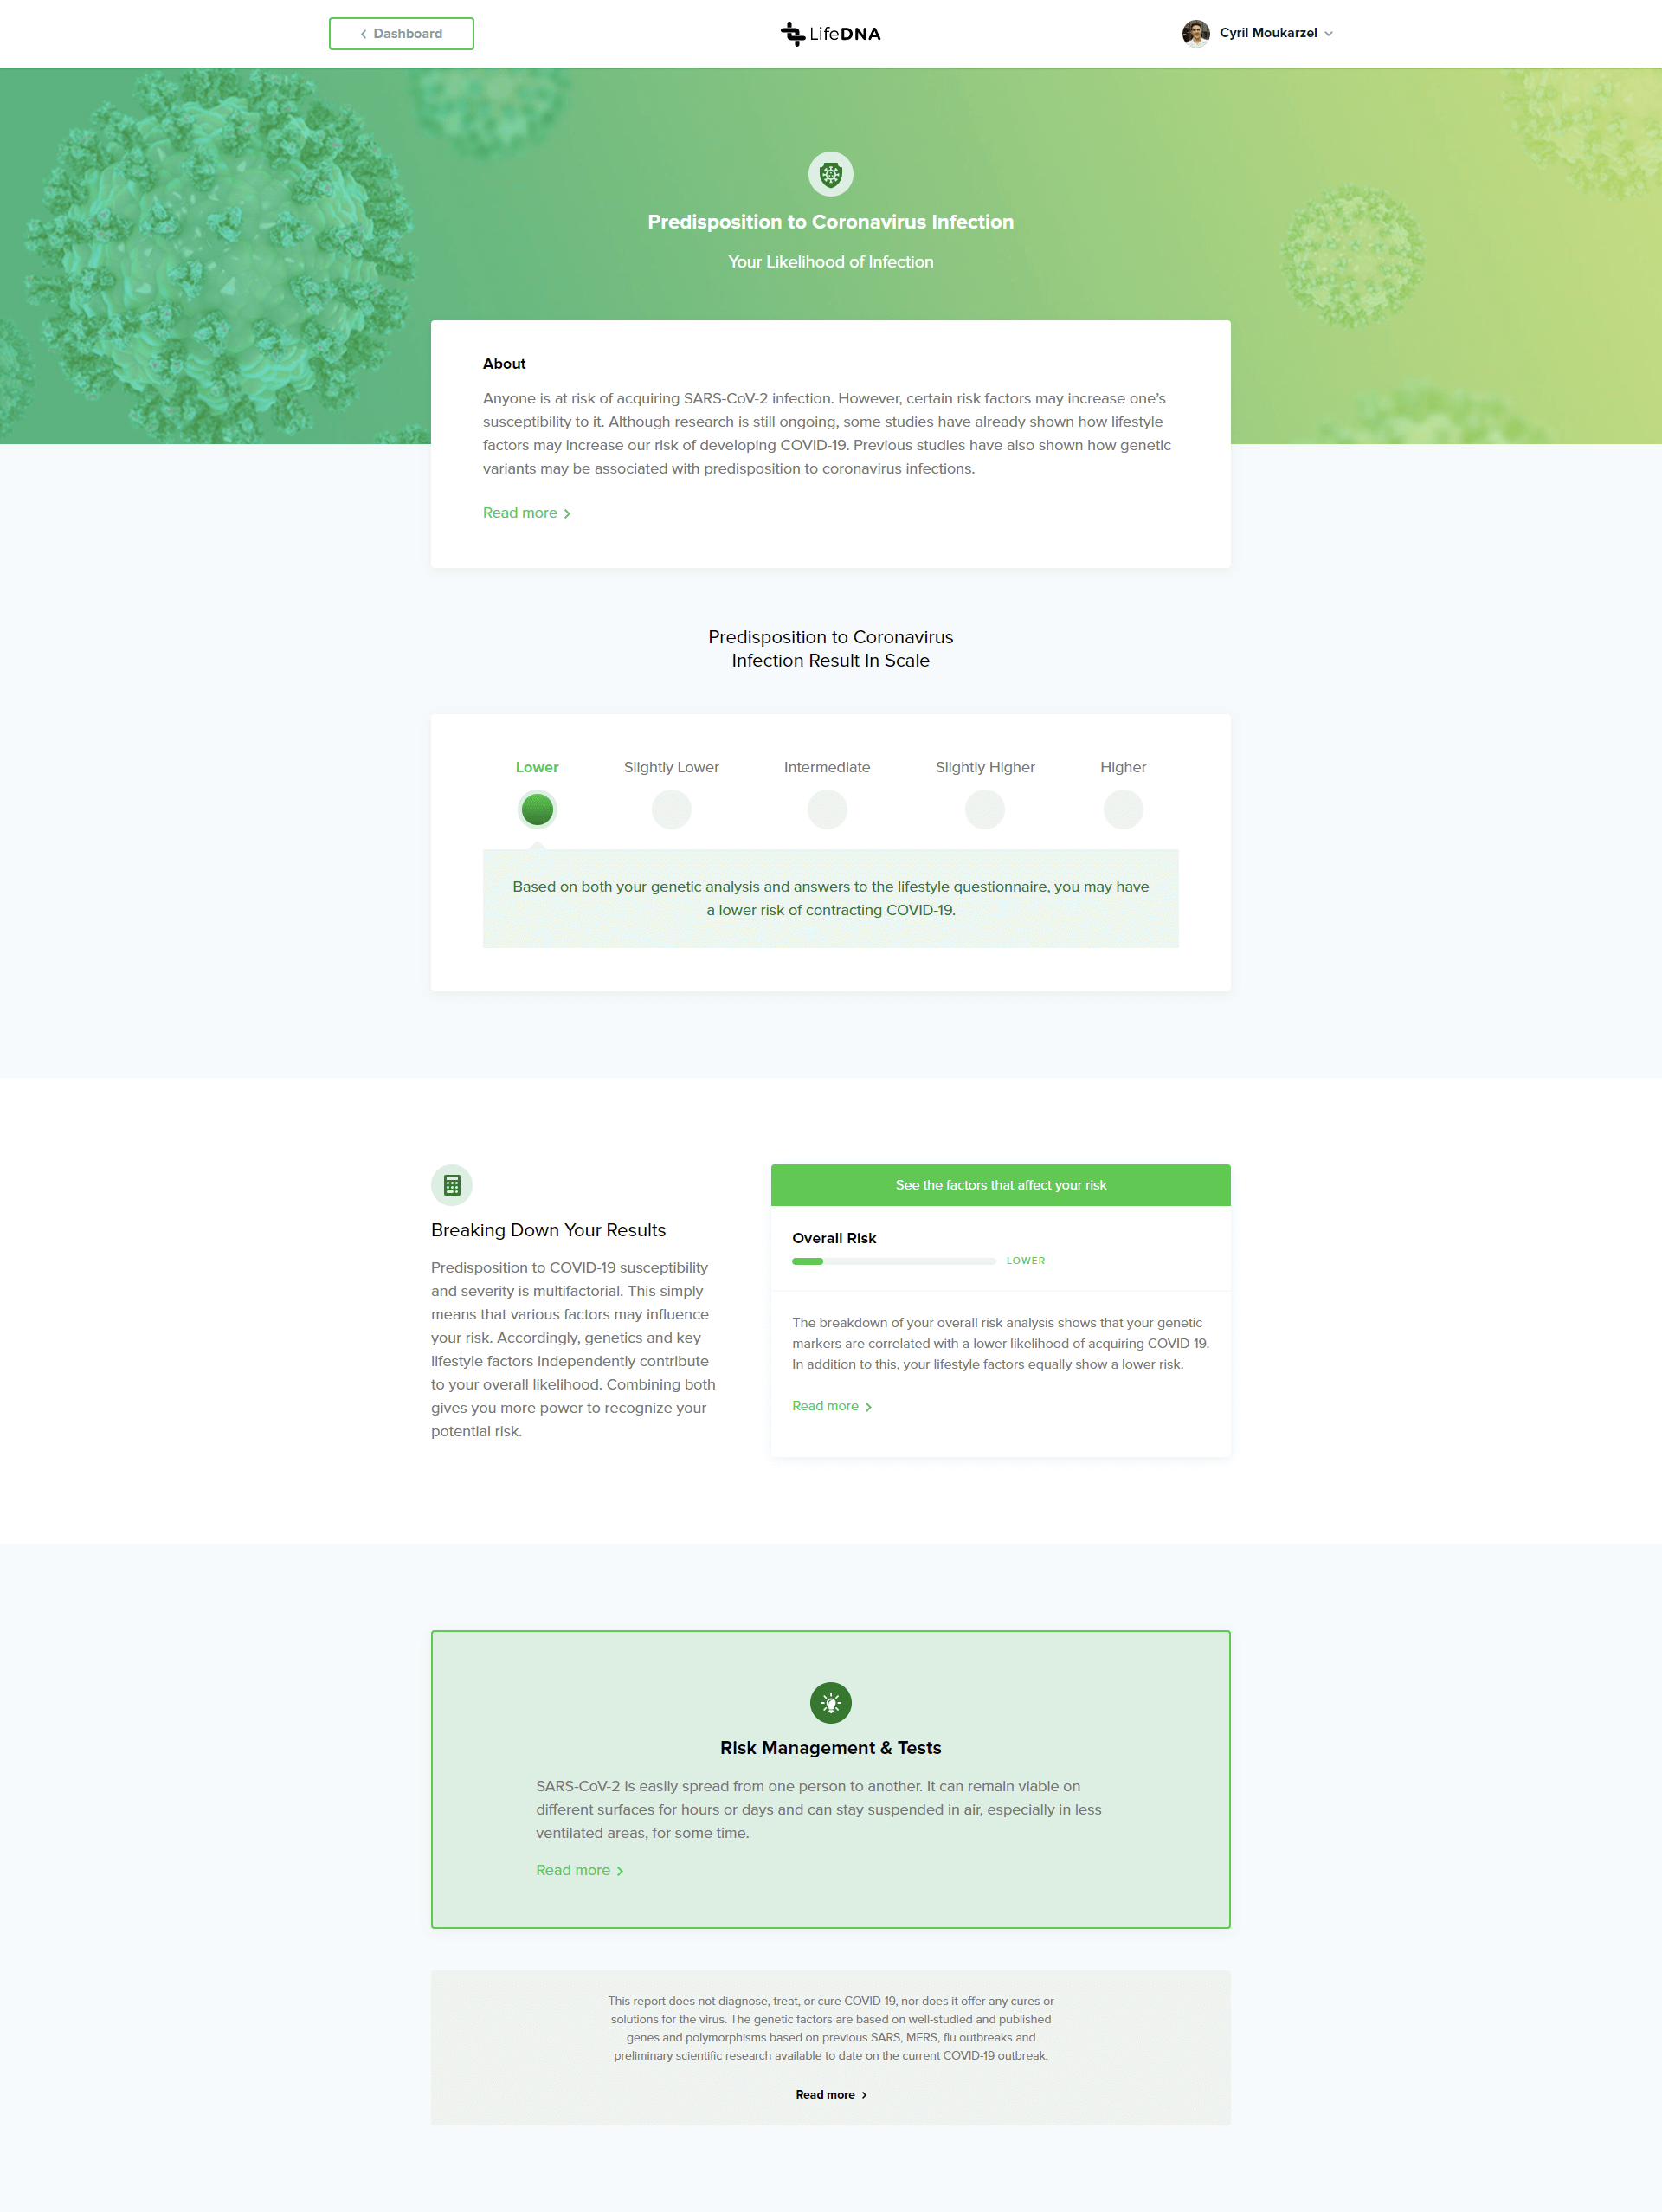 Dashboard
LifeDNA
Cyril Moukarzel
Predisposition to Coronavirus Infection
Your Likelihood of Infection
About
Anyone is at risk of acquiring SARS-CoV-2 infection. However, certain risk factors may increase one's
susceptibility to it. Although research is still ongoing, some studies have already shown how lifestyle
factors may increase our risk of developing COVID-19. Previous studies have also shown how genetic
variants may be associated with predisposition to coronavirus infections.
Read more
Predisposition to Coronavirus
Infection Result In Scale
Lower Slightly Lower Intermediate Slightly Higher Higher
Based on both your genetic analysis and answers to the lifestyle questionnaire, you may have
a lower risk of contracting COVID-19.
Breaking Down Your Results
Predisposition to COVID-19 susceptibility
and severity is multifactorial. This simply
means that various factors may influence
your risk. Accordingly, genetics and key
lifestyle factors independently contribute
to your overall likelihood. Combining both
gives you more power to recognize your
potential risk.
See the factors that affect your risk
Overall Risk
LOWER
The breakdown of your overall risk analysis shows that your genetic
markers are correlated with a lower likelihood of acquiring COVID-19.
In addition to this, your lifestyle factors equally show a lower risk.
Read more
Risk Management & Tests
SARS-CoV-2 is easily spread from one person to another. It can remain viable on
different surfaces for hours or days and can stay suspended in air, especially in less
ventilated areas, for some time.
Read more
This report does not diagnose, treat, or cure COVID-19, nor does it offer any cures or
solutions for the virus. The genetic factors are based on well-studied and published
genes and polymorphisms based on previous SARS, MERS, flu outbreaks and
preliminary scientific research available to date on the current COVID-19 outbreak.
Read more